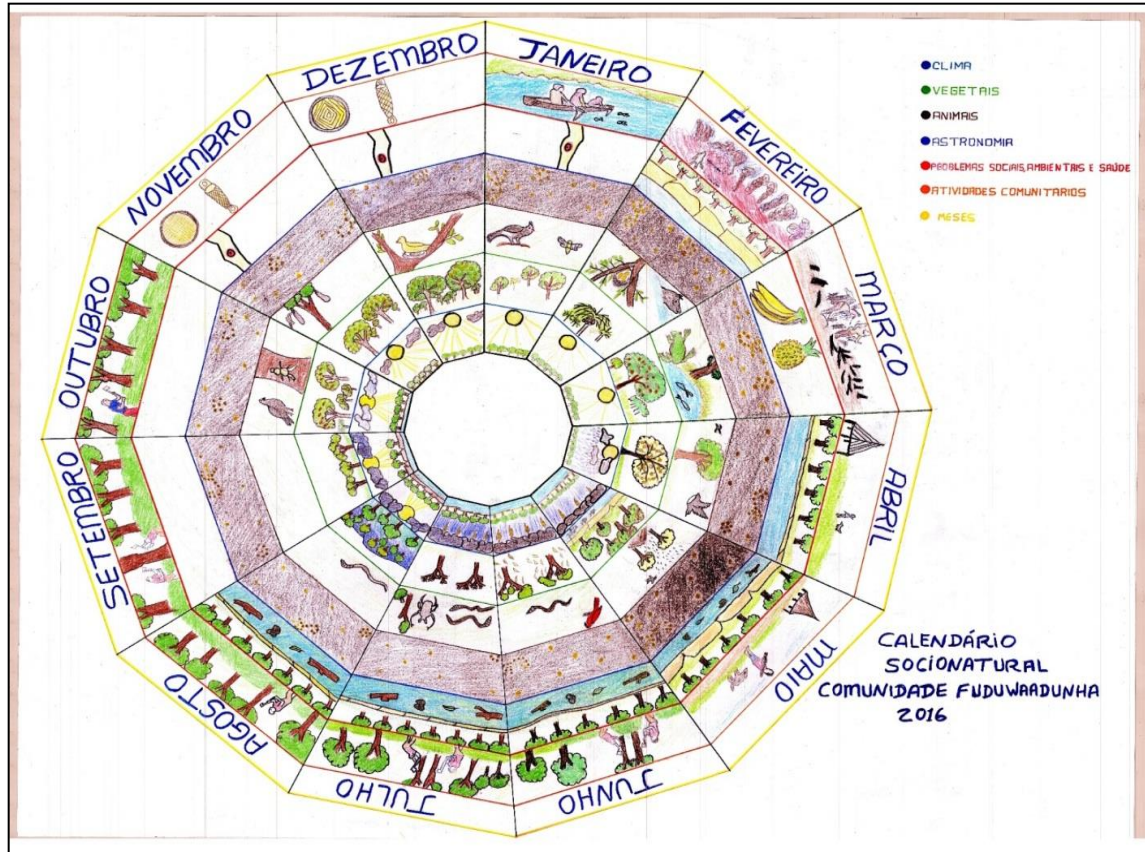 JANEIRO
FEVEREIRO
MARÇO
ABRIL
MAIO
JUNHO
JULHO
AGOSTO
SETEMBRO
OUTUBRO
NOVEMBRO
DEZEMBRO
CLIMA
VEGETAIS
ANIMAIS
ASTRONOMIA
PROBLEMAS SOCIAIS, AMBIENTAIS E SAÚDE
ATIVIDADES COMUNITARIOS
MESES
CALENDÁRIO
SOCIONATURAL
COMUNIDADE FUDUWAADUNHA
2016